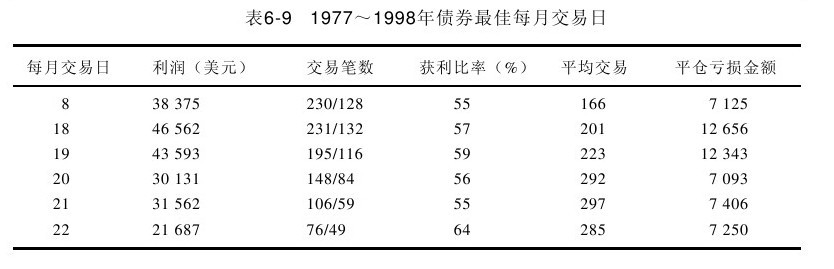 表6-9 1977～1998年债券最佳每月交易日
每月交易日 利润（美元） 交易笔数 获利比率（%） 平均交易 平仓亏损金额
8 38 375 230/128 55 166 7 125
18 46 562 231/132 57 201 12 656
19 43 593 195/116 59 223 12 343
20 30 131 148/84 56 292 7 093
21 31 562 106/59 55 297 7 406
22 21 687 76/49 64 285 7 250